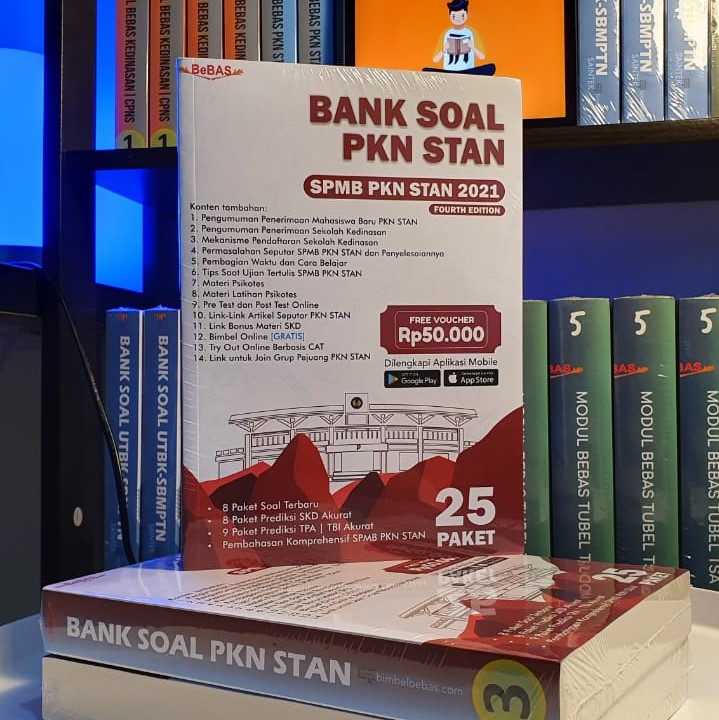 BeBAS
BANK SOAL
PKN STAN
SPMB PKN STAN 2021
FOURTH EDITION
Konten tambahan:
1. Pengumuman Penerimaan Mahasiswa Baru PKN STAN
2. Pengumuman Penerimaan Sekolah Kedinasan
3. Mekanisme Pendaftaran Sekolah Kedinasan
4. Permasalahan Seputar SPMB PKN STAN dan Penyelesaiannya
5. Pembagian Waktu dan Cara Belajar
6. Tips Saat Ujian Tertulis SPMB PKN STAN
7. Materi Psikotes
8. Materi Latihan Psikotes
9. Pre Test dan Post Test Online
10. Link-Link Artikel Seputar PKN STAN
11. Link Bonus Materi SKD
12. Bimbel Online [GRATIS]
13. Try Out Online Berbasis CAT
14. Link untuk Join Grup Pejuang PKN STAN
FREE VOUCHER
Rp50.000
Dilengkapi Aplikasi Mobile
Google Play
App Store
8 Paket Soal Terbaru
8 Paket Prediksi SKD Akurat
9 Paket Prediksi TPA | TBI Akurat
Pembahasan Komprehensif SPMB PKN STAN
25
PAKET
25
PAKET
BANK SOAL PKN STAN
bimbelbebas.com
3
BEBAS KEDINASAN | CPNS
1
BEBAS KEDINASAN | CPNS
1
-SBMPTN
SAINTEK
K-SBMPTN
BeBAS
BANK SOAL UTBK-SBMPTN
BANK SOAL UTBK-SBMPTN
5
MODUL BEBAS TUBEL
5
MODUL BEBAS TUBEL T
5
MODUL BEBAS TUBEL TSA